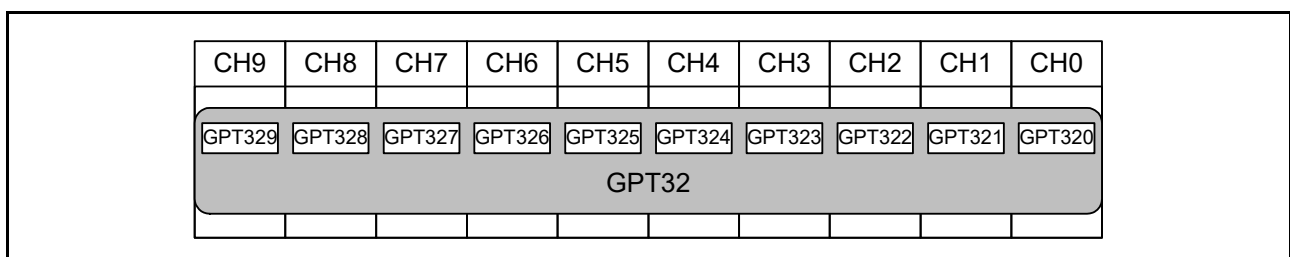 CH9 CH8 CH7 CH6 CH5 CH4 CH3 CH2 CH1 CH0
GPT329 GPT328 GPT327 GPT326 GPT325 GPT324 GPT323 GPT322 GPT321 GPT320
GPT32